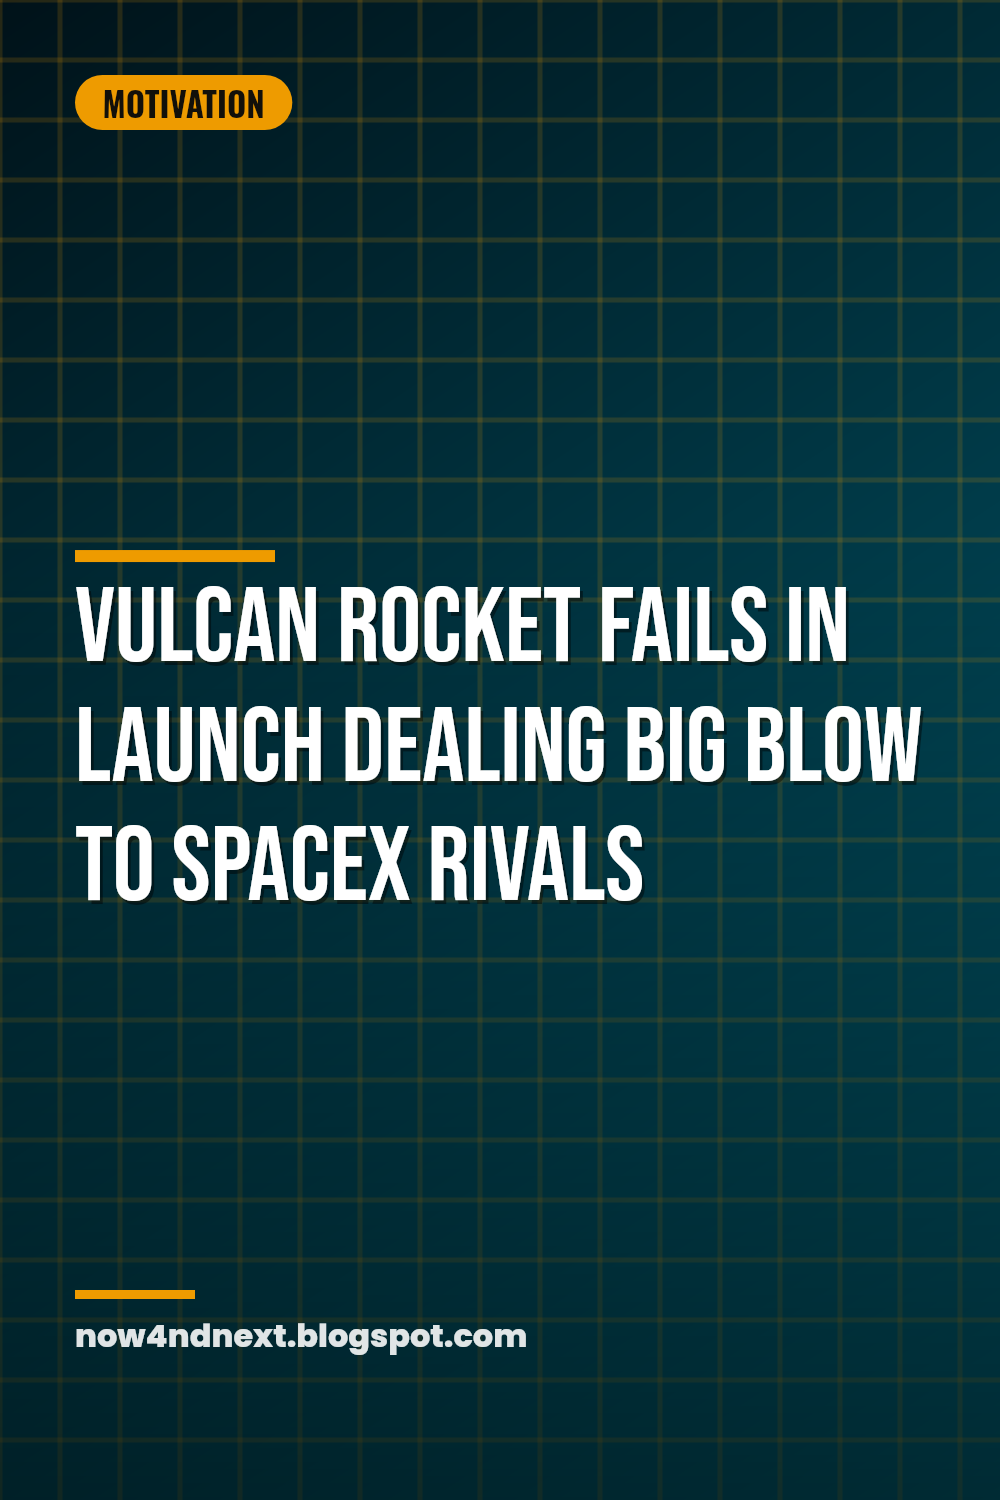 MOTIVATION
VULCAN ROCKET FAILS IN
LAUNCH DEALING BIG BLOW
TO SPACEX RIVALS
now4ndnext.blogspot.com